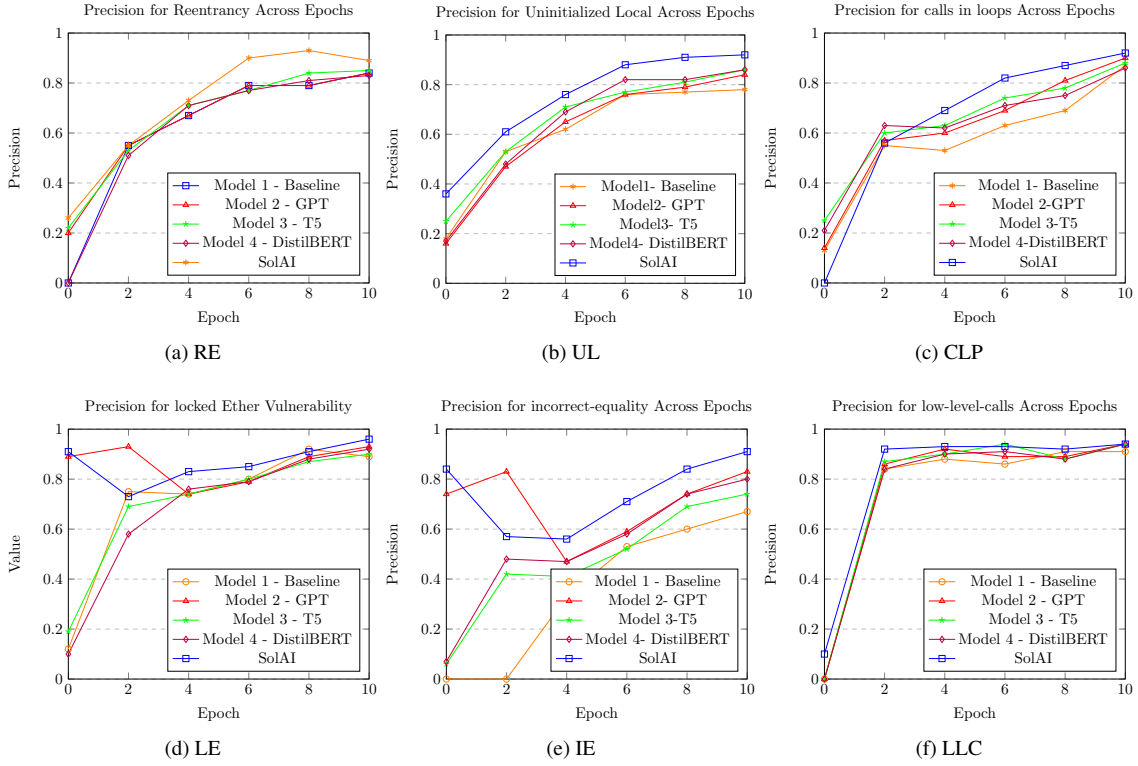 Precision for Reentrancy Across Epochs
1
0.8
0.6
0.4
0.2
0
Precision
Model 1 - Baseline
Model 2 - GPT
Model 3 - T5
Model 4 - DistilBERT
SolAI
0 2 4 6 8 10
Epoch
(a) RE
Precision for Uninitialized Local Across Epochs
1
0.8
0.6
0.4
0.2
0
Precision
Model1- Baseline
Model2- GPT
Model3- T5
Model4- DistilBERT
SolAI
0 2 4 6 8 10
Epoch
(b) UL
Precision for calls in loops Across Epochs
1
0.8
0.6
0.4
0.2
0
Precision
Model 1- Baseline
Model 2-GPT
Model 3-T5
Model 4-DistilBERT
SolAI
0 2 4 6 8 10
Epoch
(c) CLP
Precision for locked Ether Vulnerability
1
0.8
0.6
0.4
0.2
0
Value
Model 1 - Baseline
Model 2 - GPT
Model 3 - T5
Model 4 - DistilBERT
SolAI
0 2 4 6 8 10
Epoch
(d) LE
Precision for incorrect-equality Across Epochs
1
0.8
0.6
0.4
0.2
0
Precision
Model 1 - Baseline
Model 2- GPT
Model 3-T5
Model 4- DistilBERT
SolAI
0 2 4 6 8 10
Epoch
(e) IE
Precision for low-level-calls Across Epochs
1
0.8
0.6
0.4
0.2
0
Precision
Model 1 - Baseline
Model 2 - GPT
Model 3 - T5
Model 4 - DistilBERT
SolAI
0 2 4 6 8 10
Epoch
(f) LLC